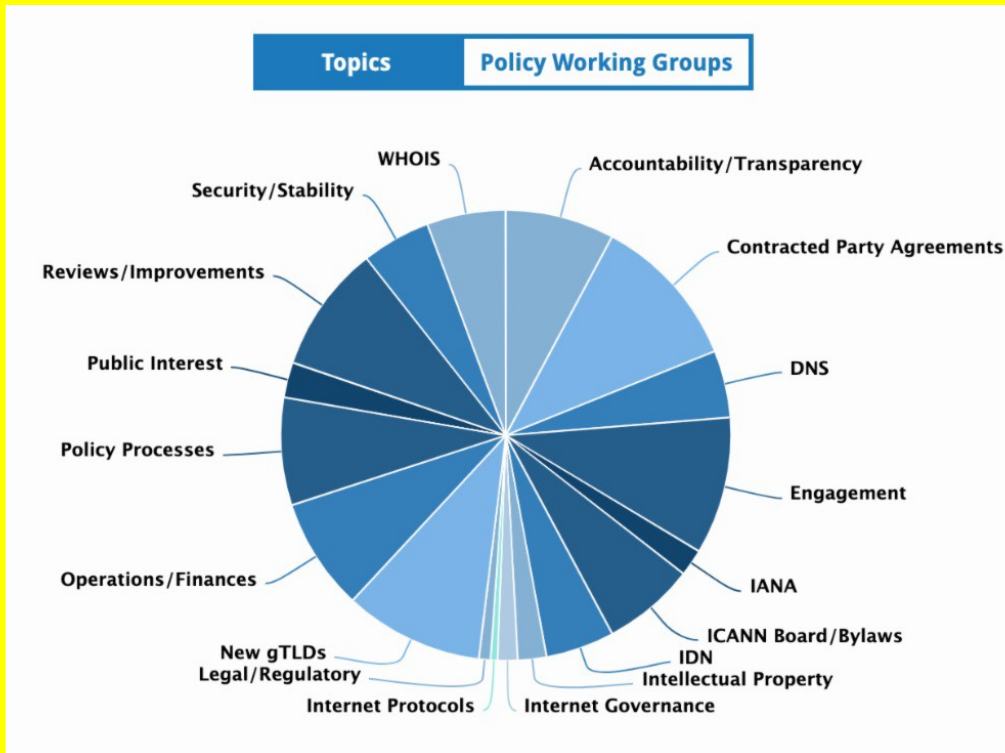 Topics
Policy Working Groups
WHOIS
Accountability/Transparency
Security/Stability
Contracted Party Agreements
Reviews/Improvements
Public Interest
DNS
Policy Processes
Engagement
Operations/Finances
IANA
ICANN Board/Bylaws
New gTLDs
IDN
Legal/Regulatory
Intellectual Property
Internet Protocols
Internet Governance